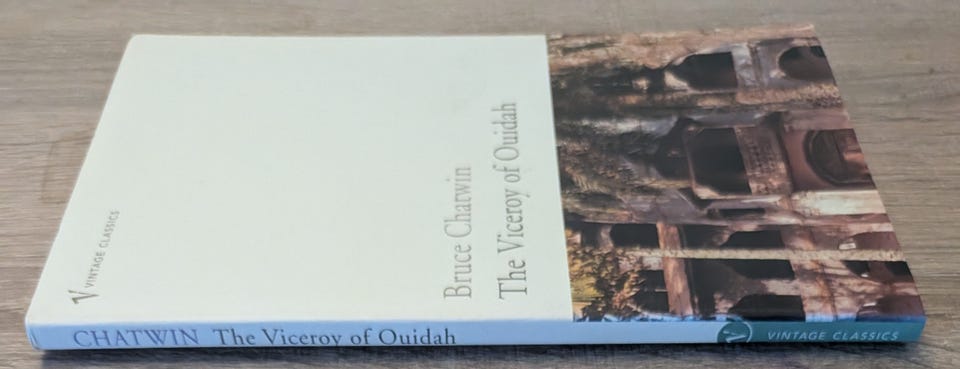 VINTAGE CLASSICS
Bruce Chatwin
The Viceroy of Ouidah
CHATWIN The Viceroy of Ouidah
VINTAGE CLASSICS